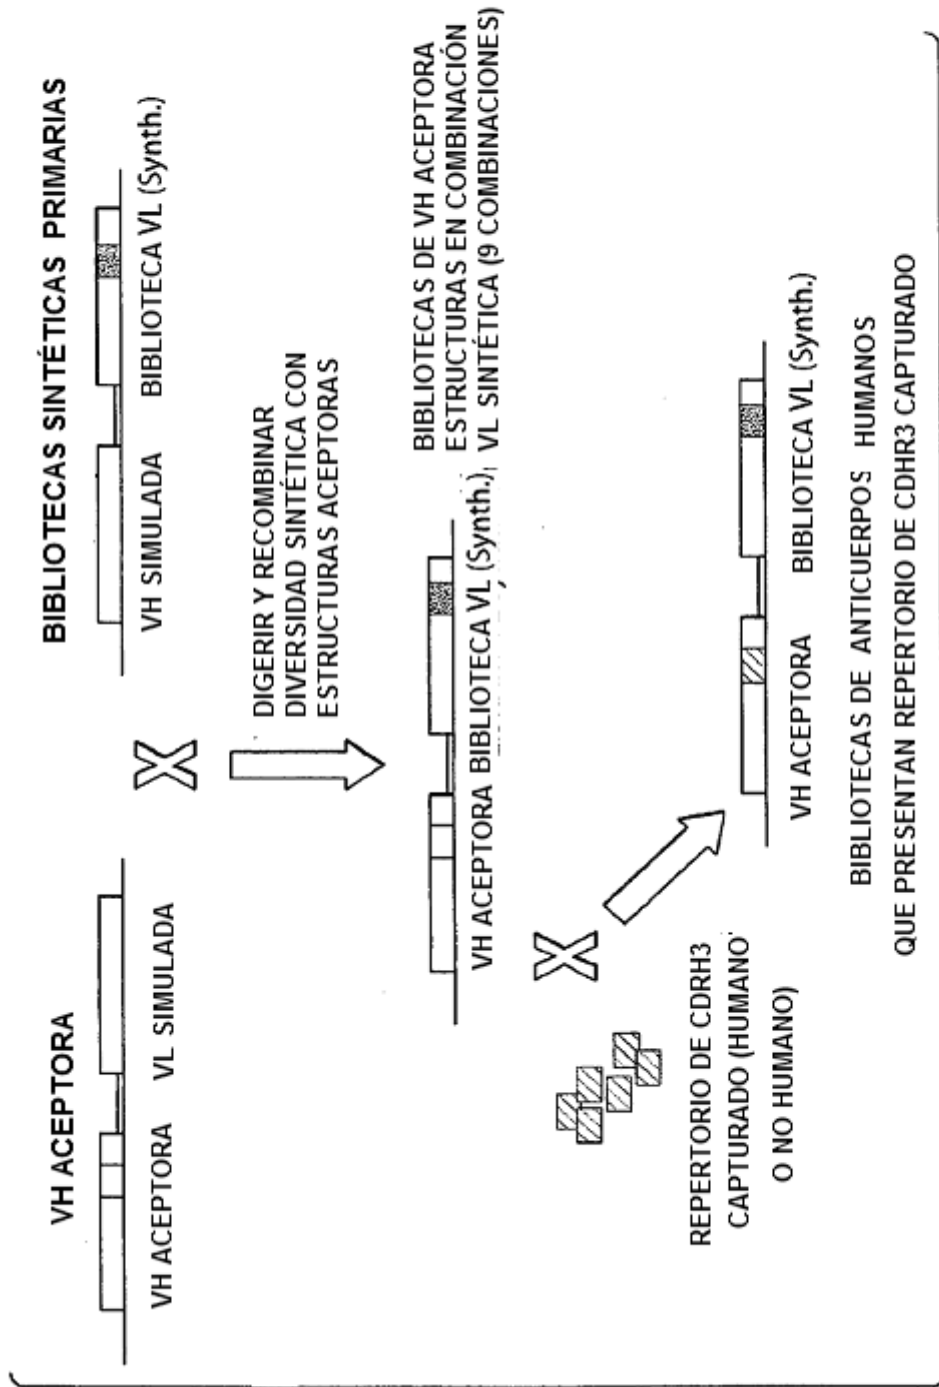 VH ACEPTORA
VH ACEPTORA VL SIMULADA
BIBLIOTECAS SINTÉTICAS PRIMARIAS
VH SIMULADA BIBLIOTECA VL (Synth.)
X
DIGERIR Y RECOMBINAR
DIVERSIDAD SINTÉTICA CON
ESTRUCTURAS ACEPTORAS
VH ACEPTORA BIBLIOTECA VL (Synth.)
BIBLIOTECAS DE VH ACEPTORA
ESTRUCTURAS EN COMBINACIÓN
VL SINTÉTICA (9 COMBINACIONES)
X
REPERTORIO DE CDRH3
CAPTURADO (HUMANO
O NO HUMANO)
VH ACEPTORA BIBLIOTECA VL (Synth.)
BIBLIOTECAS DE ANTICUERPOS HUMANOS
QUE PRESENTAN REPERTORIO DE CDHR3 CAPTURADO